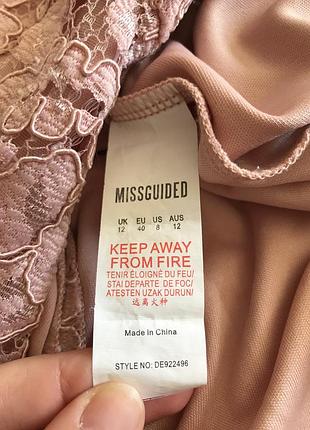 MISSGUIDED
UK EU US AUS
12 40 8 12
KEEP AWAY
FROM FIRE
TENIR ÉLOIGNÉ DU FEU/
STAI DEPARTE DE FOC/
ATESTEN UZAK DURUN/
远离火种
Made In China
STYLE NO: DE922496